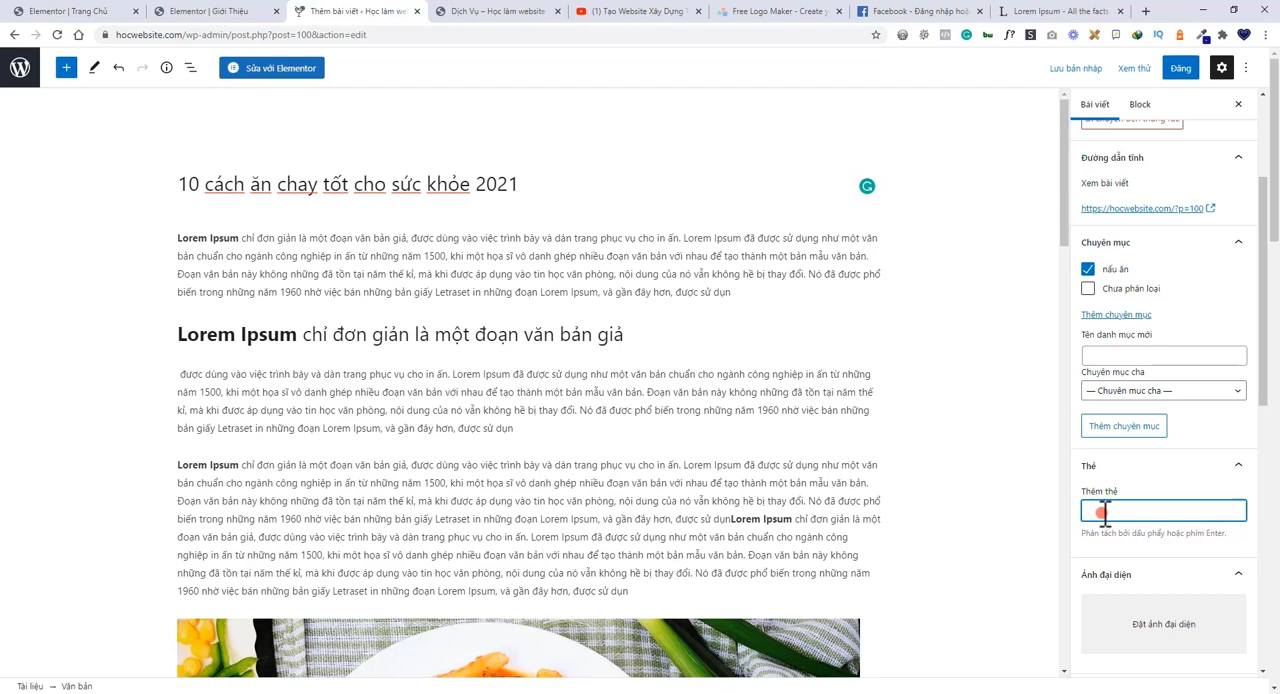 Elementor | Trang Chủ
Elementor | Giới Thiệu
Thêm bài viết ‹ Học làm we
Dịch Vụ – Học làm website
(1) Tạo Website Xây Dựng
Free Logo Maker - Create y
Facebook - Đăng nhập ho
Lorem Ipsum - All the facts
hocwebsite.com/wp-admin/post.php?post=100&action=edit
Sửa với Elementor
Lưu bản nháp
Xem thử
Đăng
Bài viết
Block
Đường dẫn tĩnh
Xem bài viết
https://hocwebsite.com/?p=100
Chuyên mục
nấu ăn
Chưa phân loại
Thêm chuyên mục
Tên danh mục mới
Chuyên mục cha
— Chuyên mục cha —
Thêm chuyên mục
Thẻ
Thêm thẻ
Phân tách bởi dấu phẩy hoặc phím Enter.
Ảnh đại diện
Đặt ảnh đại diện
10 cách ăn chay tốt cho sức khỏe 2021
Lorem Ipsum chỉ đơn giản là một đoạn văn bản giả, được dùng vào việc trình bày và dàn trang phục vụ cho in ấn. Lorem Ipsum đã được sử dụng như một văn
bản chuẩn cho ngành công nghiệp in ấn từ những năm 1500, khi một họa sĩ vô danh ghép nhiều đoạn văn bản với nhau để tạo thành một bản mẫu văn bản.
Đoạn văn bản này không những đã tồn tại năm thế kỉ, mà khi được áp dụng vào tin học văn phòng, nội dung của nó vẫn không hề bị thay đổi. Nó đã được phổ
biến trong những năm 1960 nhờ việc bán những bản giấy Letraset in những đoạn Lorem Ipsum, và gần đây hơn, được sử dụn
Lorem Ipsum chỉ đơn giản là một đoạn văn bản giả
được dùng vào việc trình bày và dàn trang phục vụ cho in ấn. Lorem Ipsum đã được sử dụng như một văn bản chuẩn cho ngành công nghiệp in ấn từ những
năm 1500, khi một họa sĩ vô danh ghép nhiều đoạn văn bản với nhau để tạo thành một bản mẫu văn bản. Đoạn văn bản này không những đã tồn tại năm thế
kỉ, mà khi được áp dụng vào tin học văn phòng, nội dung của nó vẫn không hề bị thay đổi. Nó đã được phổ biến trong những năm 1960 nhờ việc bán những
bản giấy Letraset in những đoạn Lorem Ipsum, và gần đây hơn, được sử dụn
Lorem Ipsum chỉ đơn giản là một đoạn văn bản giả, được dùng vào việc trình bày và dàn trang phục vụ cho in ấn. Lorem Ipsum đã được sử dụng như một văn
bản chuẩn cho ngành công nghiệp in ấn từ những năm 1500, khi một họa sĩ vô danh ghép nhiều đoạn văn bản với nhau để tạo thành một bản mẫu văn bản.
Đoạn văn bản này không những đã tồn tại năm thế kỉ, mà khi được áp dụng vào tin học văn phòng, nội dung của nó vẫn không hề bị thay đổi. Nó đã được phổ
biến trong những năm 1960 nhờ việc bán những bản giấy Letraset in những đoạn Lorem Ipsum, và gần đây hơn, được sử dụnLorem Ipsum chỉ đơn giản là một
đoạn văn bản giả, được dùng vào việc trình bày và dàn trang phục vụ cho in ấn. Lorem Ipsum đã được sử dụng như một văn bản chuẩn cho ngành công
nghiệp in ấn từ những năm 1500, khi một họa sĩ vô danh ghép nhiều đoạn văn bản với nhau để tạo thành một bản mẫu văn bản. Đoạn văn bản này không
những đã tồn tại năm thế kỉ, mà khi được áp dụng vào tin học văn phòng, nội dung của nó vẫn không hề bị thay đổi. Nó đã được phổ biến trong những năm
1960 nhờ việc bán những bản giấy Letraset in những đoạn Lorem Ipsum, và gần đây hơn, được sử dụn
Tài liệu → Văn bản